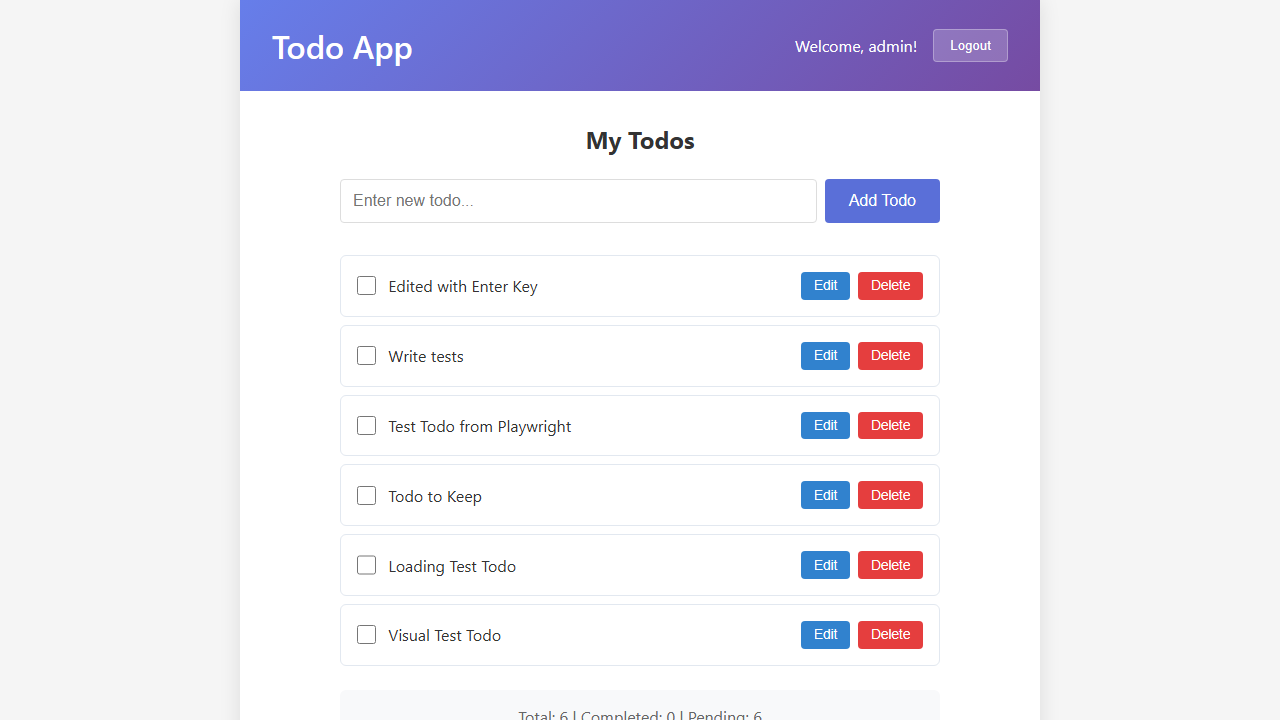 Todo App
Welcome, admin!
Logout
My Todos
Enter new todo...
Add Todo
Edited with Enter Key
Edit
Delete
Write tests
Edit
Delete
Test Todo from Playwright
Edit
Delete
Todo to Keep
Edit
Delete
Loading Test Todo
Edit
Delete
Visual Test Todo
Edit
Delete
Total: 6 | Completed: 0 | Pending: 6